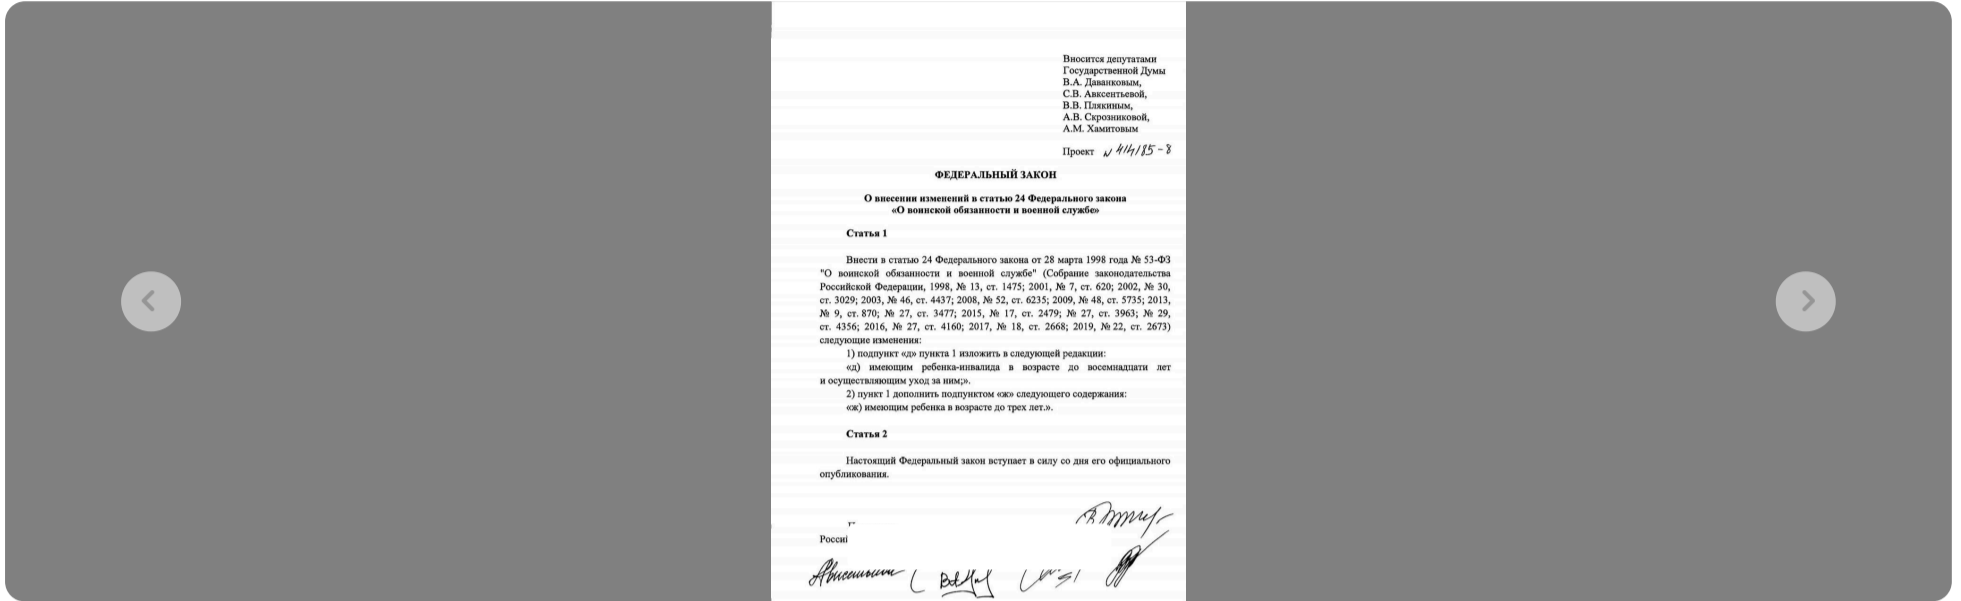 Вносится депутатами
Государственной Думы
В.А. Даванковым,
С.В. Авксентьевой,
В.В. Плякиным,
А.В. Скрозниковой,
А.М. Хамитовым
Проект № 414185-8
ФЕДЕРАЛЬНЫЙ ЗАКОН
О внесении изменений в статью 24 Федерального закона
«О воинской обязанности и военной службе»
Статья 1
Внести в статью 24 Федерального закона от 28 марта 1998 года № 53-ФЗ
"О воинской обязанности и военной службе" (Собрание законодательства
Российской Федерации, 1998, № 13, ст. 1475; 2001, № 7, ст. 620; 2002, № 30,
ст. 3029; 2003, № 46, ст. 4437; 2008, № 52, ст. 6235; 2009, № 48, ст. 5735; 2013,
№ 9, ст. 870; № 27, ст. 3477; 2015, № 17, ст. 2479; № 27, ст. 3963; № 29,
ст. 4356; 2016, № 27, ст. 4160; 2017, № 18, ст. 2668; 2019, №22, ст. 2673)
следующие изменения:
1) подпункт «д» пункта 1 изложить в следующей редакции:
«д) имеющим ребенка-инвалида в возрасте до восемнадцати лет
и осуществляющим уход за ним;».
2) пункт 1 дополнить подпунктом «ж» следующего содержания:
«ж) имеющим ребенка в возрасте до трех лет.».
Статья 2
Настоящий Федеральный закон вступает в силу со дня его официального
опубликования.
Росси